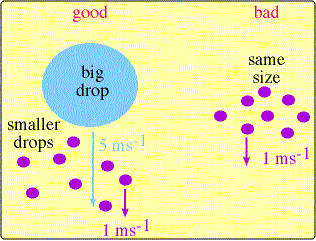 good
bad
big
drop
same
size
smaller
drops
5 ms-1
1 ms-1
1 ms-1